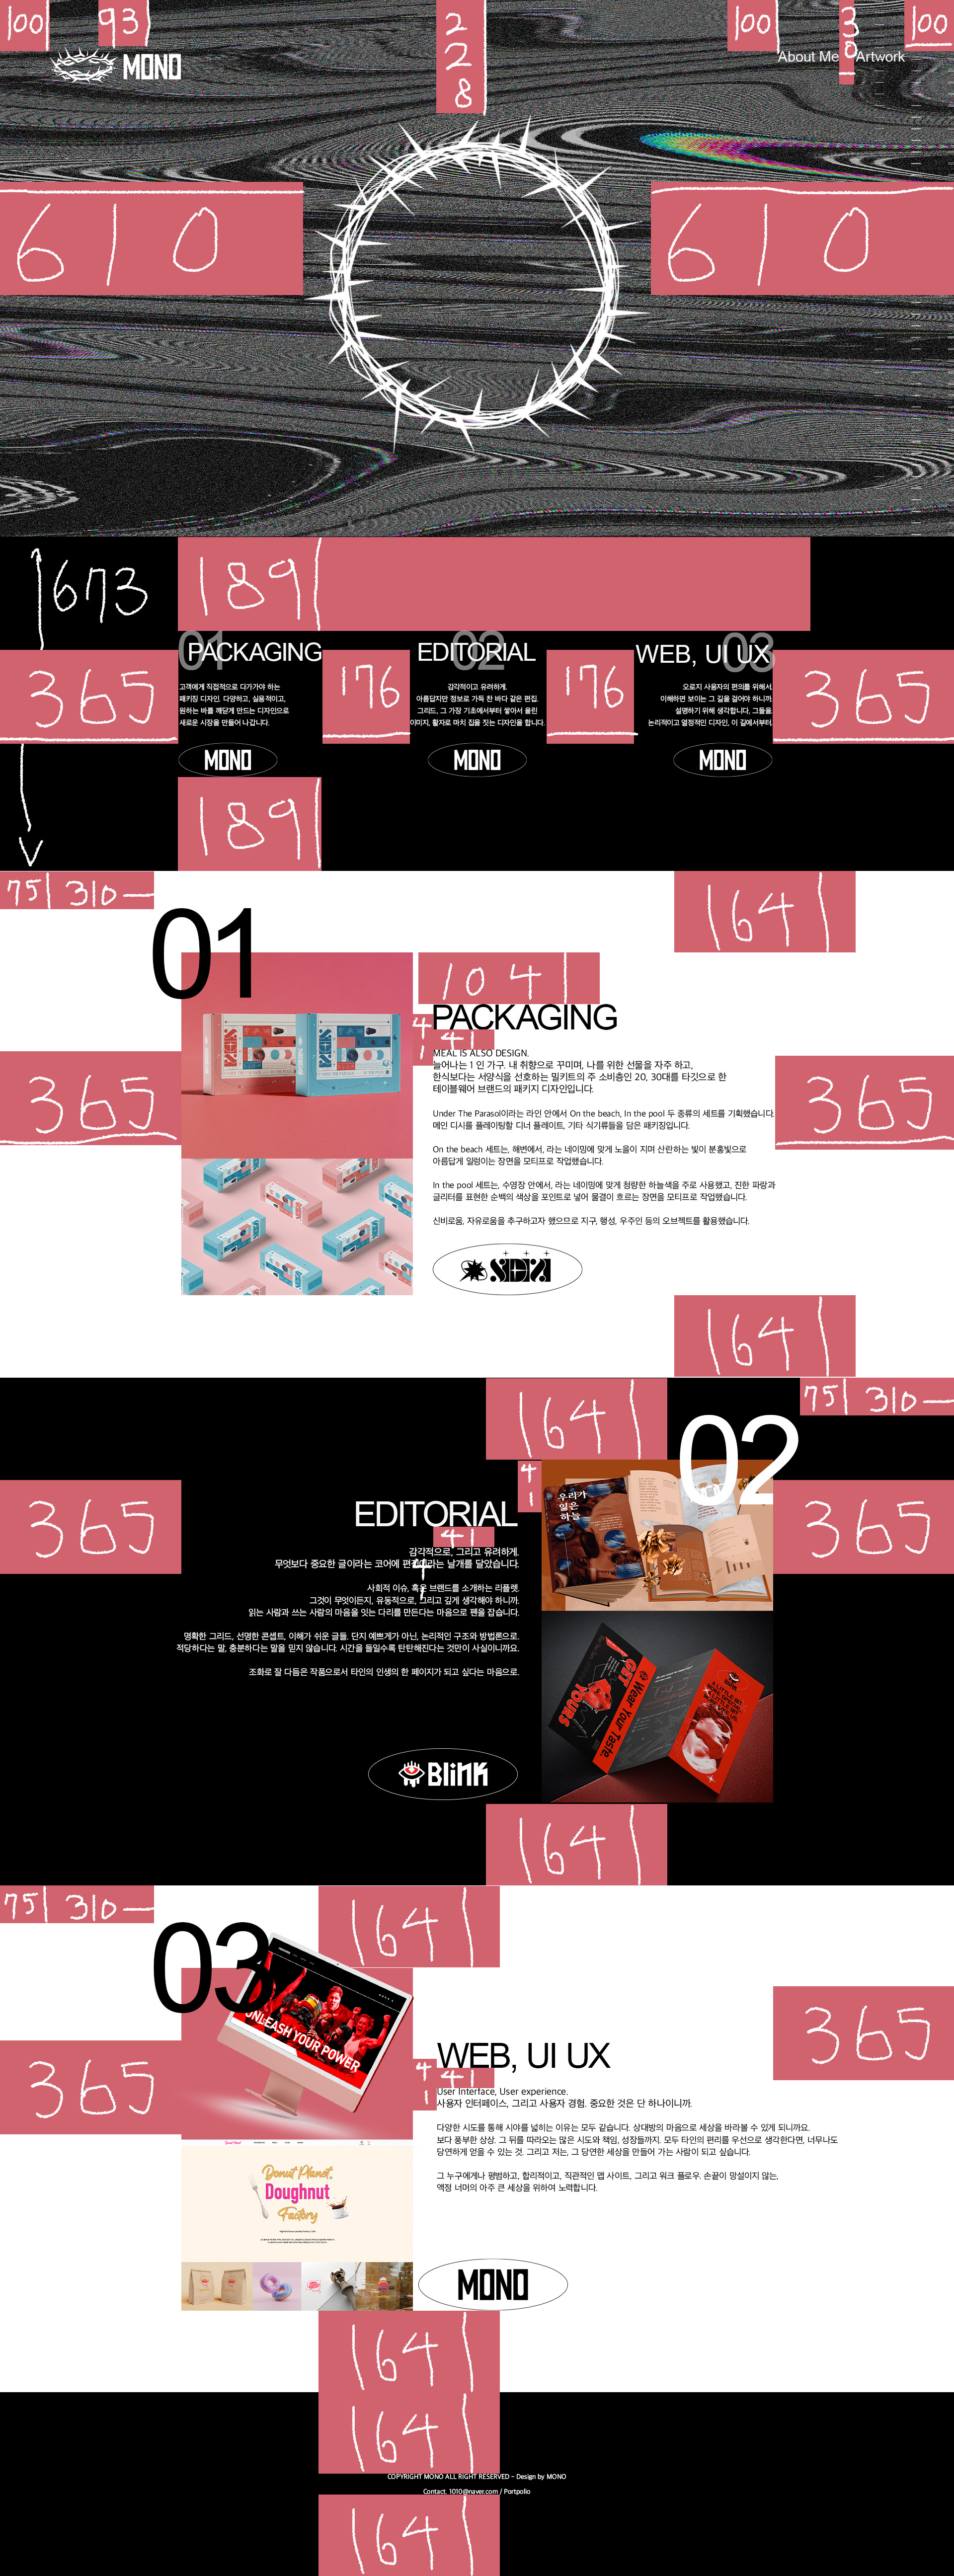 100
93
2
2
8
100
3
0
100
MONO
About Me
Artwork
610
610
673
1891
01
PACKAGING
02
EDITORIAL
03
WEB, UI UX
365
176
176
365
고객에게 직접적으로 다가가야 하는
패키징 디자인. 다양하고, 실용적이고,
원하는 바를 깨닫게 만드는 디자인으로
새로운 시장을 만들어 나갑니다.
감각적이고 유려하게.
아름답지만 정보로 가득 찬 바다 같은 편집.
그리드, 그 가장 기초에서부터 쌓아서 올린
이미지, 활자로 마치 집을 짓는 디자인을 합니다.
오로지 사용자의 편의를 위해서.
이해하면 보이는 그 길을 걸어야 하니까.
설명하기 위해 생각합니다, 그들을.
논리적이고 열정적인 디자인, 이 길에서부터.
MONO
MONO
MONO
1891
75| 310—
164|
01
104|
PACKAGING
4
1
41
MEAL IS ALSO DESIGN.
늘어나는 1 인 가구. 내 취향으로 꾸미며, 나를 위한 선물을 자주 하고,
한식보다는 서양식을 선호하는 밀키트의 주 소비층인 20, 30대를 타깃으로 한
테이블웨어 브랜드의 패키지 디자인입니다.
365
365
Under The Parasol이라는 라인 안에서 On the beach, In the pool 두 종류의 세트를 기획했습니다.
메인 디시를 플레이팅할 디너 플레이트, 기타 식기류들을 담은 패키징입니다.
On the beach 세트는, 해변에서, 라는 네이밍에 맞게 노을이 지며 산란하는 빛이 분홍빛으로
아름답게 일렁이는 장면을 모티프로 작업했습니다.
In the pool 세트는, 수영장 안에서, 라는 네이밍에 맞게 청량한 하늘색을 주로 사용했고, 진한 파랑과
글리터를 표현한 순백의 색상을 포인트로 넣어 물결이 흐르는 장면을 모티프로 작업했습니다.
신비로움, 자유로움을 추구하고자 했으므로 지구, 행성, 우주인 등의 오브젝트를 활용했습니다.
164|
164|
75| 310—
02
4
1
우리가
잃은
하늘
365
EDITORIAL
365
41
감각적으로, 그리고 유려하게.
무엇보다 중요한 글이라는 코어에 편집이라는 날개를 달았습니다.
사회적 이슈, 혹은 브랜드를 소개하는 리플렛.
그것이 무엇이든지, 유동적으로, 그리고 깊게 생각해야 하니까.
읽는 사람과 쓰는 사람의 마음을 잇는 다리를 만든다는 마음으로 펜을 잡습니다.
명확한 그리드, 선명한 콘셉트, 이해가 쉬운 글들. 단지 예쁘게가 아닌, 논리적인 구조와 방법론으로.
적당하다는 말, 충분하다는 말을 믿지 않습니다. 시간을 들일수록 탄탄해진다는 것만이 사실이니까요.
조화로 잘 다듬은 작품으로서 타인의 인생의 한 페이지가 되고 싶다는 마음으로.
GET
YOURS
Wear Your Taste.
BLINK
164|
75| 310—
164|
03
UNLEASH YOUR POWER
365
WEB, UI UX
4
1
41
365
User Interface, User experience.
사용자 인터페이스, 그리고 사용자 경험. 중요한 것은 단 하나이니까.
다양한 시도를 통해 시야를 넓히는 이유는 모두 같습니다. 상대방의 마음으로 세상을 바라볼 수 있게 되니까요.
보다 풍부한 상상, 그 뒤를 따라오는 많은 시도와 책임, 성장들까지. 모두 타인의 편리를 우선으로 생각한다면, 너무나도
당연하게 얻을 수 있는 것. 그리고 저는, 그 당연한 세상을 만들어 가는 사람이 되고 싶습니다.
그 누구에게나 평범하고, 합리적이고, 직관적인 맵 사이트, 그리고 워크 플로우. 손끝이 망설이지 않는,
액정 너머의 아주 큰 세상을 위하여 노력합니다.
Donut Planet,
Doughnut
Factory
MONO
164|
164|
COPYRIGHT MONO ALL RIGHT RESERVED - Design by MONO
Contact. 1010@naver.com / Portpolio
164|